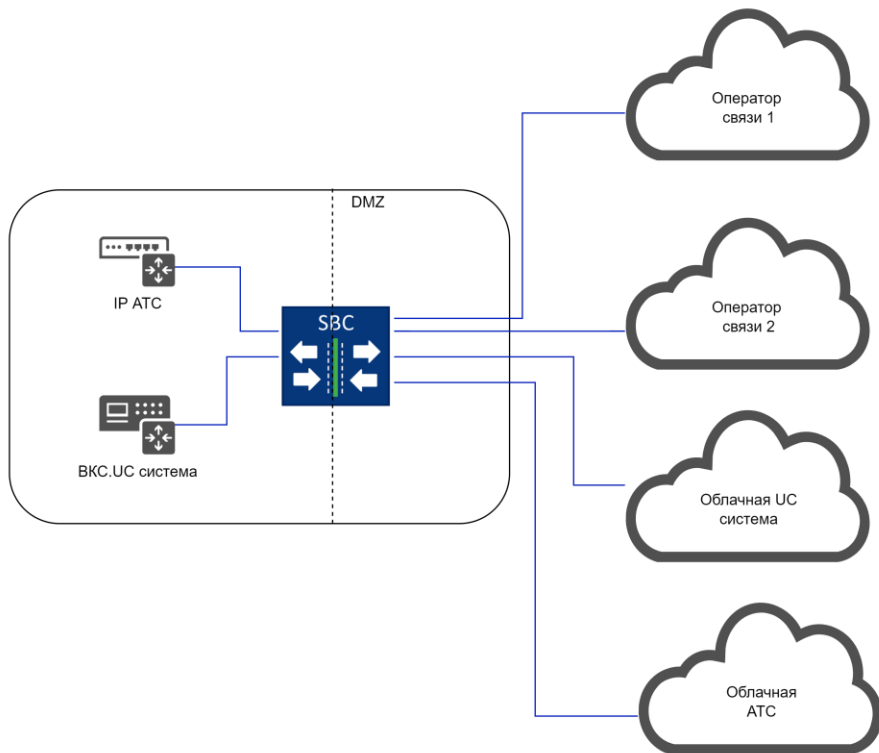 Оператор
связи 1
DMZ
IP АТС
SBC
Оператор
связи 2
ВКС.UC система
Облачная UC
система
Облачная
АТС